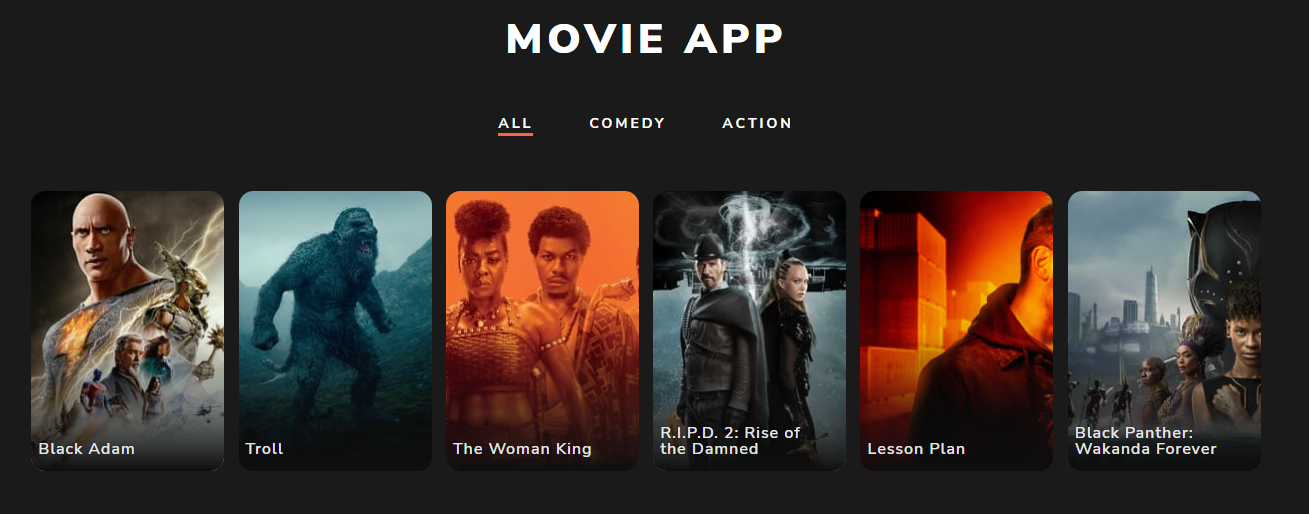 MOVIE APP
ALL COMEDY ACTION
Black Adam
Troll
The Woman King
R.I.P.D. 2: Rise of
the Damned
Lesson Plan
Black Panther:
Wakanda Forever